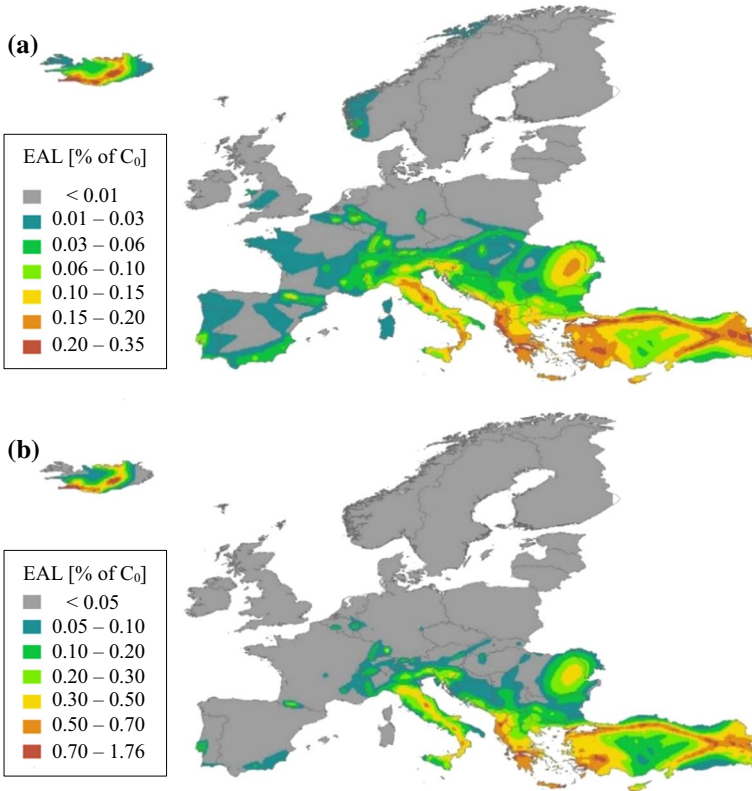 (a)
EAL [% of C₀]
< 0.01
0.01 – 0.03
0.03 – 0.06
0.06 – 0.10
0.10 – 0.15
0.15 – 0.20
0.20 – 0.35
(b)
EAL [% of C₀]
< 0.05
0.05 – 0.10
0.10 – 0.20
0.20 – 0.30
0.30 – 0.50
0.50 – 0.70
0.70 – 1.76